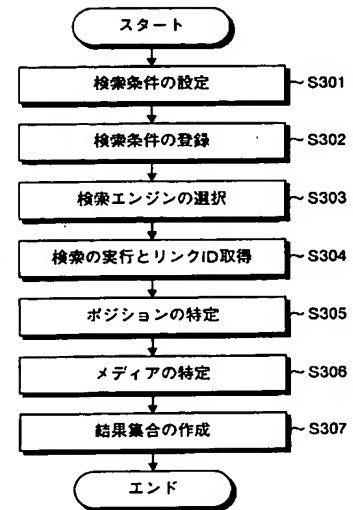 スタート
検索条件の設定 S301
検索条件の登録 S302
検索エンジンの選択 S303
検索の実行とリンクID取得 S304
ポジションの特定 S305
メディアの特定 S306
結果集合の作成 S307
エンド